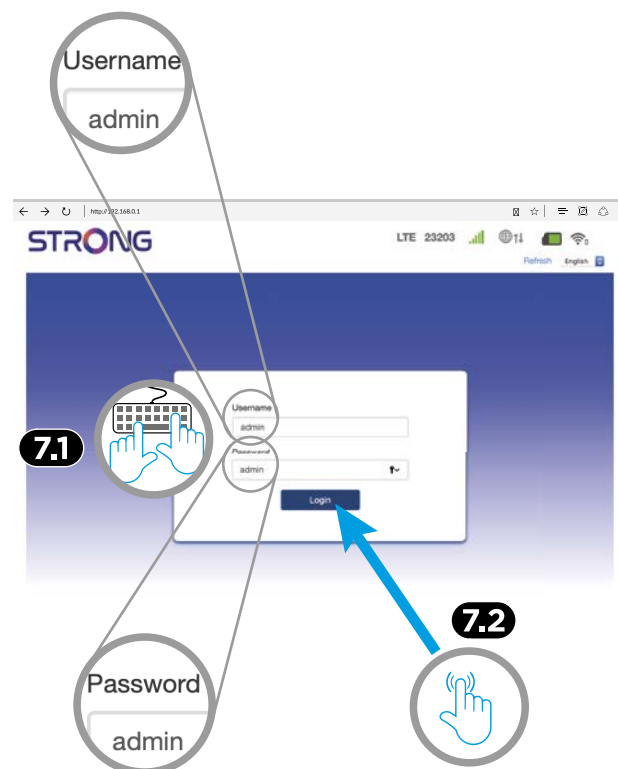 Username
admin
http://192.168.0.1
STRONG
LTE 23203
Refresh English
Username
admin
7.1
Password
admin
Login
7.2
Password
admin